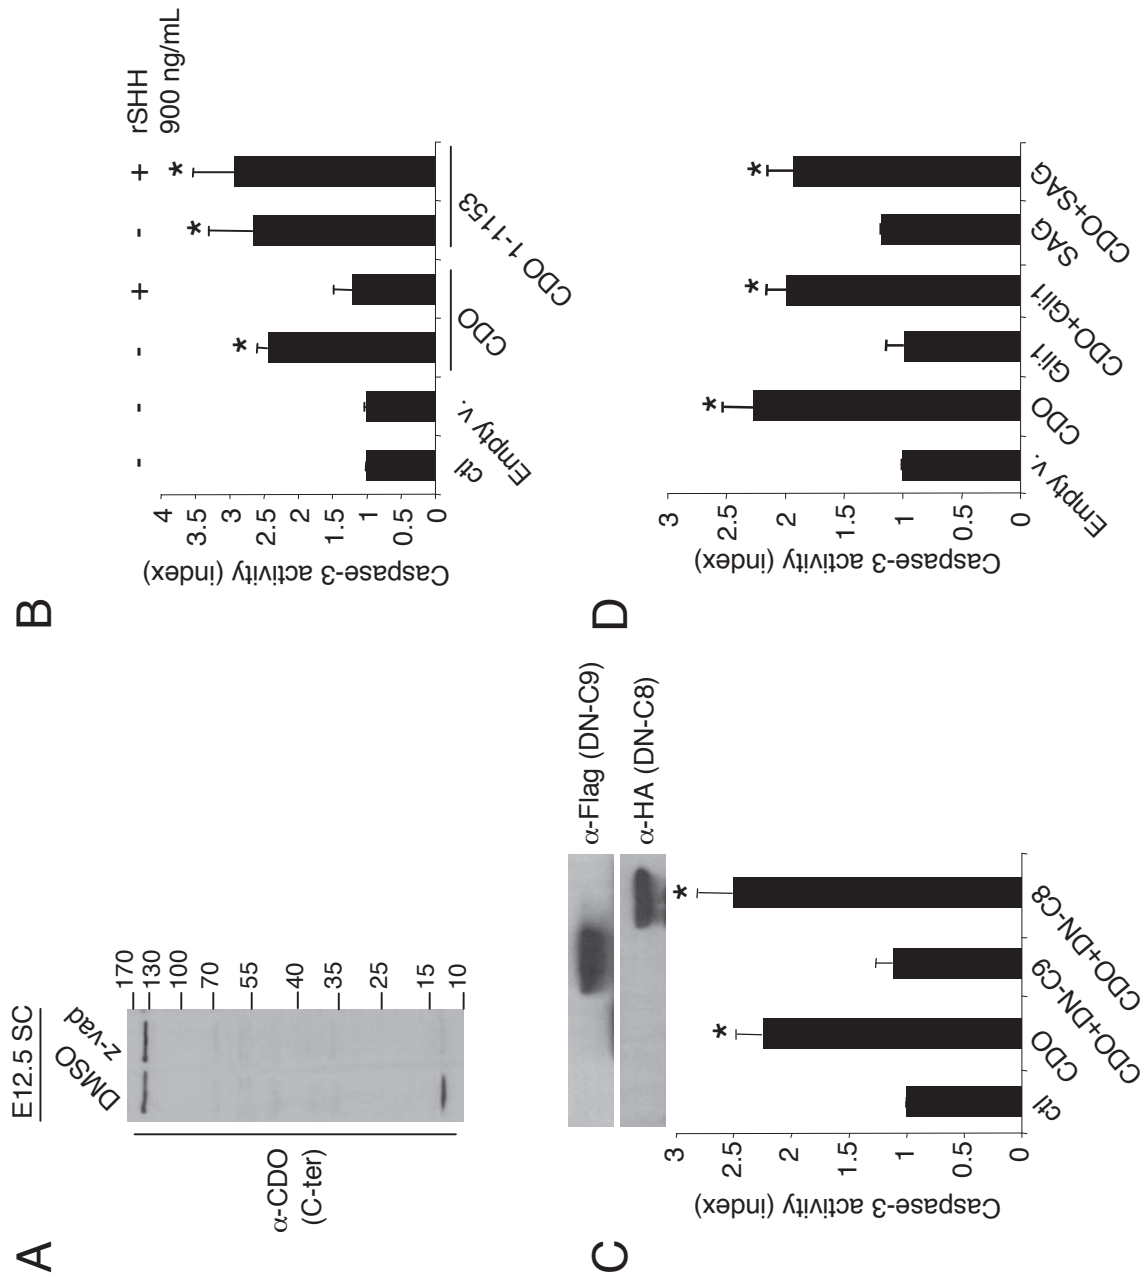 A
E12.5 SC
DMSO
z-vad
170
130
100
70
55
40
35
25
15
10
α-CDO
(C-ter)
B
rSHH
900 ng/mL
- - - + - +
* * *
Caspase-3 activity (index)
4
3.5
3
2.5
2
1.5
1
0.5
0
ctl
Empty v.
CDO
CDO 1-1153
C
α-Flag (DN-C9)
α-HA (DN-C8)
* *
Caspase-3 activity (index)
3
2.5
2
1.5
1
0.5
0
ctl
CDO
CDO+DN-C9
CDO+DN-C8
D
* * *
Caspase-3 activity (index)
3
2.5
2
1.5
1
0.5
0
Empty v.
CDO
Gli1
CDO+Gli1
SAG
CDO+SAG